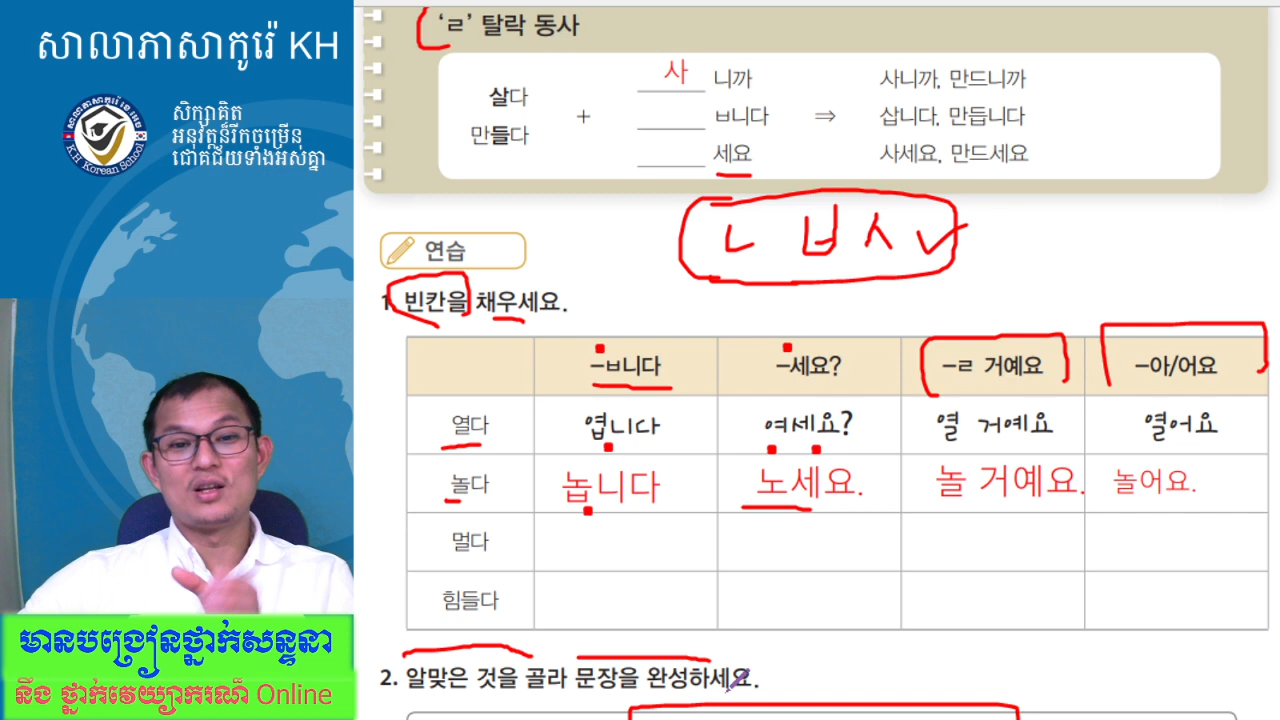 សាលាភាសាកូរ៉េ KH
សិក្សាគិត
អនុវត្តន៍រីកចម្រើន
ជោគជ័យទាំងអស់គ្នា
K.H Korean School
មានបង្រៀនថ្នាក់សន្ទនា
និង ថ្នាក់វេយ្យាករណ៍ Online
‘ㄹ’ 탈락 동사
살다
만들다
+
사 니까
ㅂ니다
세요
⇒
사니까, 만드니까
삽니다, 만듭니다
사세요, 만드세요
ㄴ ㅂ ㅅ
연습
1. 빈칸을 채우세요.
–ㅂ니다 –세요? –ㄹ 거예요 –아/어요
열다 엽니다 여세요? 열 거예요 열어요
놀다 놉니다 노세요. 놀 거예요. 놀어요.
멀다
힘들다
2. 알맞은 것을 골라 문장을 완성하세요.